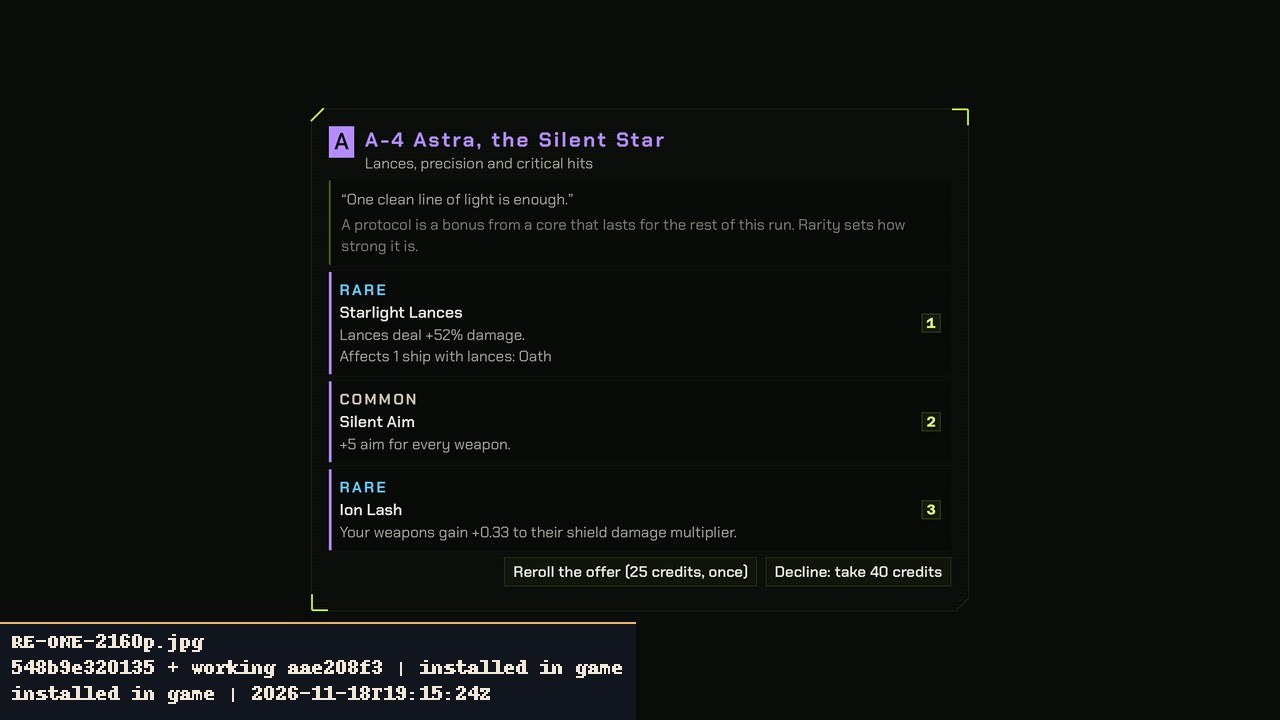 A A-4 Astra, the Silent Star
Lances, precision and critical hits
“One clean line of light is enough.”
A protocol is a bonus from a core that lasts for the rest of this run. Rarity sets how
strong it is.
RARE
Starlight Lances
1
Lances deal +52% damage.
Affects 1 ship with lances: Oath
COMMON
Silent Aim
2
+5 aim for every weapon.
RARE
Ion Lash
3
Your weapons gain +0.33 to their shield damage multiplier.
Reroll the offer (25 credits, once) Decline: take 40 credits
RE-ONE-2160p.jpg
548b9e320135 + working aae208f3 | installed in game
installed in game | 2026-11-18T19:15:24Z